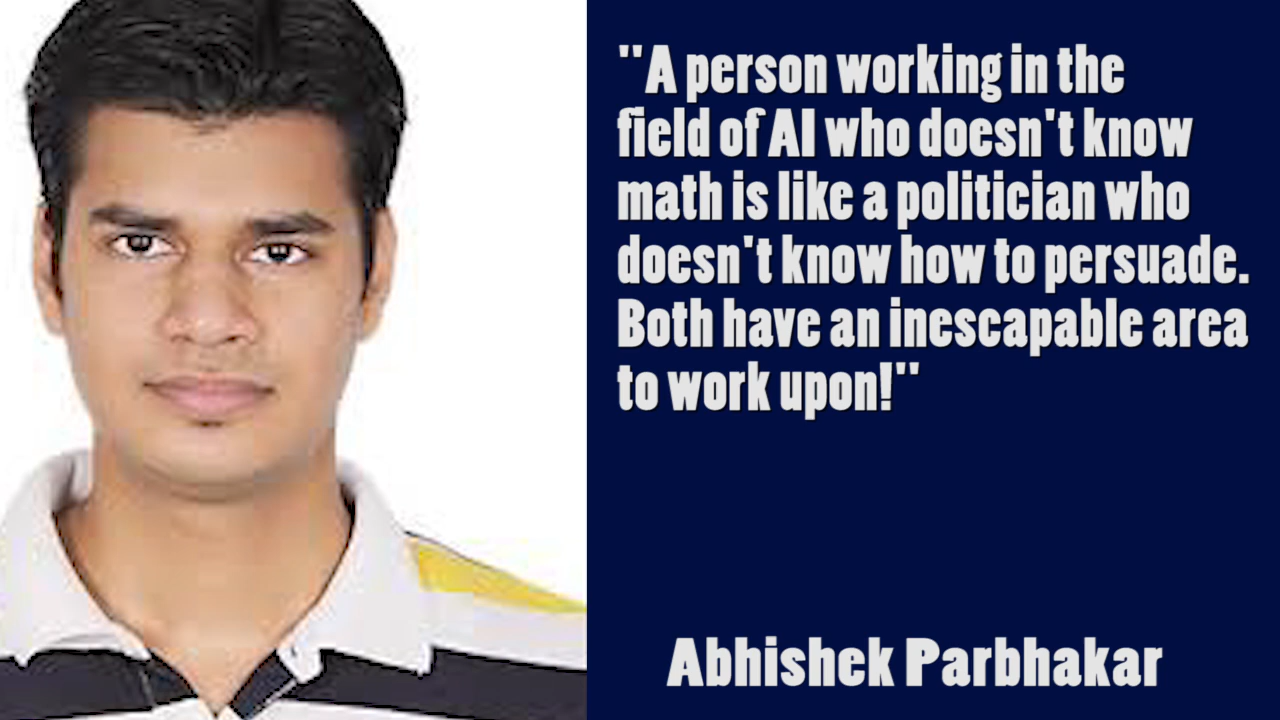 "A person working in the
field of AI who doesn't know
math is like a politician who
doesn't know how to persuade.
Both have an inescapable area
to work upon!"
Abhishek Parbhakar